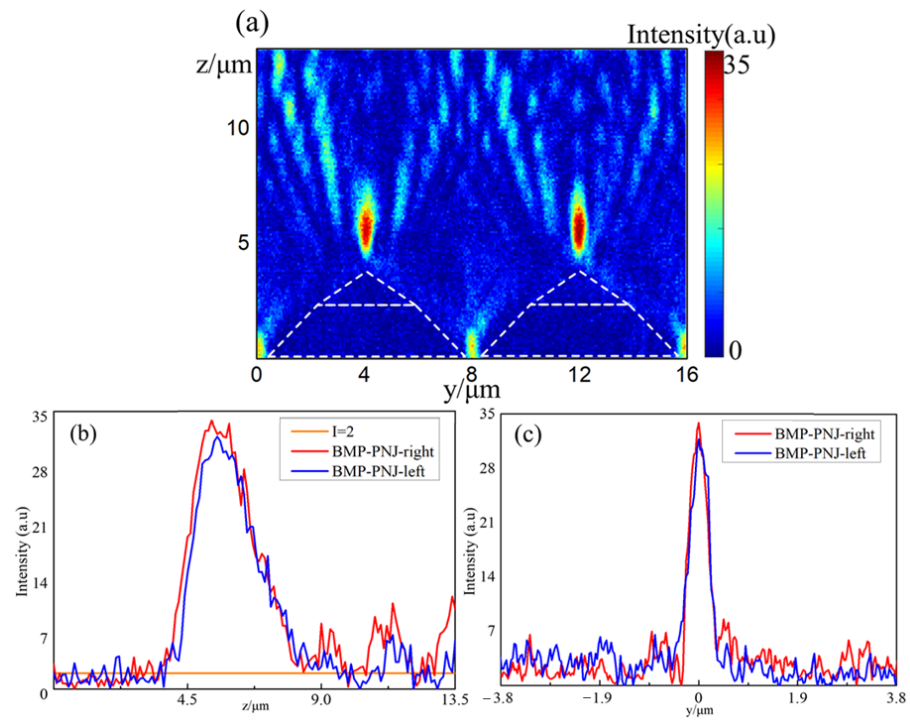 (a)
Intensity(a.u)
z/μm
35
10
5
0
0 4 8 12 16
y/μm
(b)
35
28
21
14
7
0
Intensity (a.u)
I=2
BMP-PNJ-right
BMP-PNJ-left
4.5 9.0 13.5
z/μm
(c)
35
28
21
14
7
Intensity (a.u)
BMP-PNJ-right
BMP-PNJ-left
−3.8 −1.9 0 1.9 3.8
y/μm